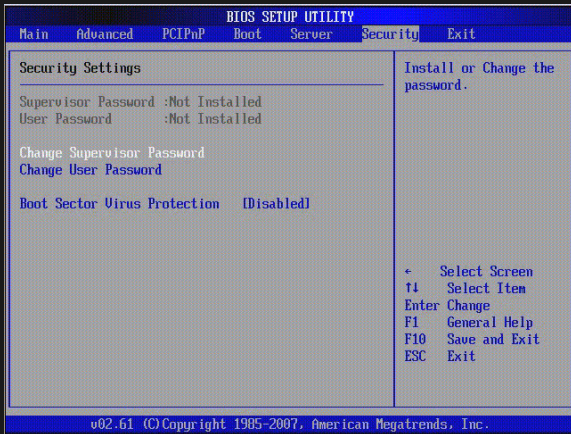 BIOS SETUP UTILITY
Main Advanced PCIPnP Boot Server Security Exit
Security Settings
Supervisor Password :Not Installed
User Password :Not Installed
Change Supervisor Password
Change User Password
Boot Sector Virus Protection [Disabled]
Install or Change the
password.
← Select Screen
↑↓ Select Item
Enter Change
F1 General Help
F10 Save and Exit
ESC Exit
v02.61 (C)Copyright 1985-2007, American Megatrends, Inc.